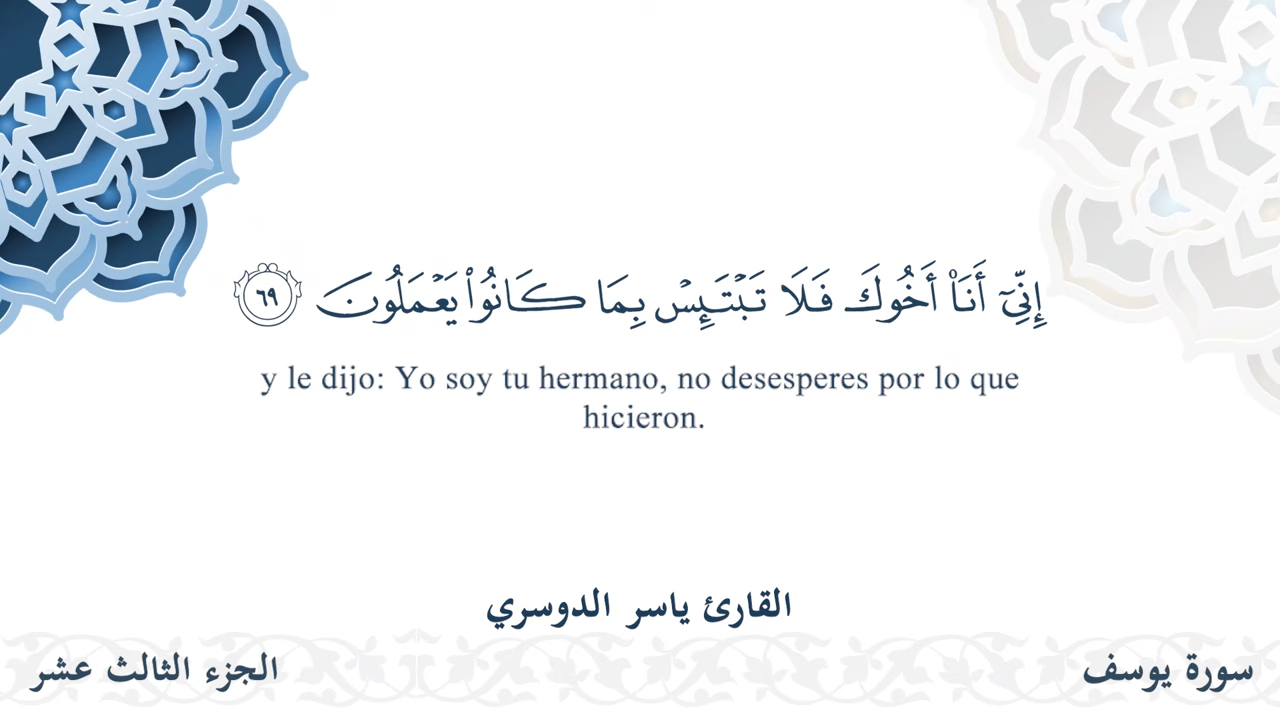 إِنِّيٓ أَنَا۠ أَخُوكَ فَلَا تَبۡتَئِسۡ بِمَا كَانُواْ يَعۡمَلُونَ ٦٩
y le dijo: Yo soy tu hermano, no desesperes por lo que
hicieron.
القارئ ياسر الدوسري
سورة يوسف
الجزء الثالث عشر